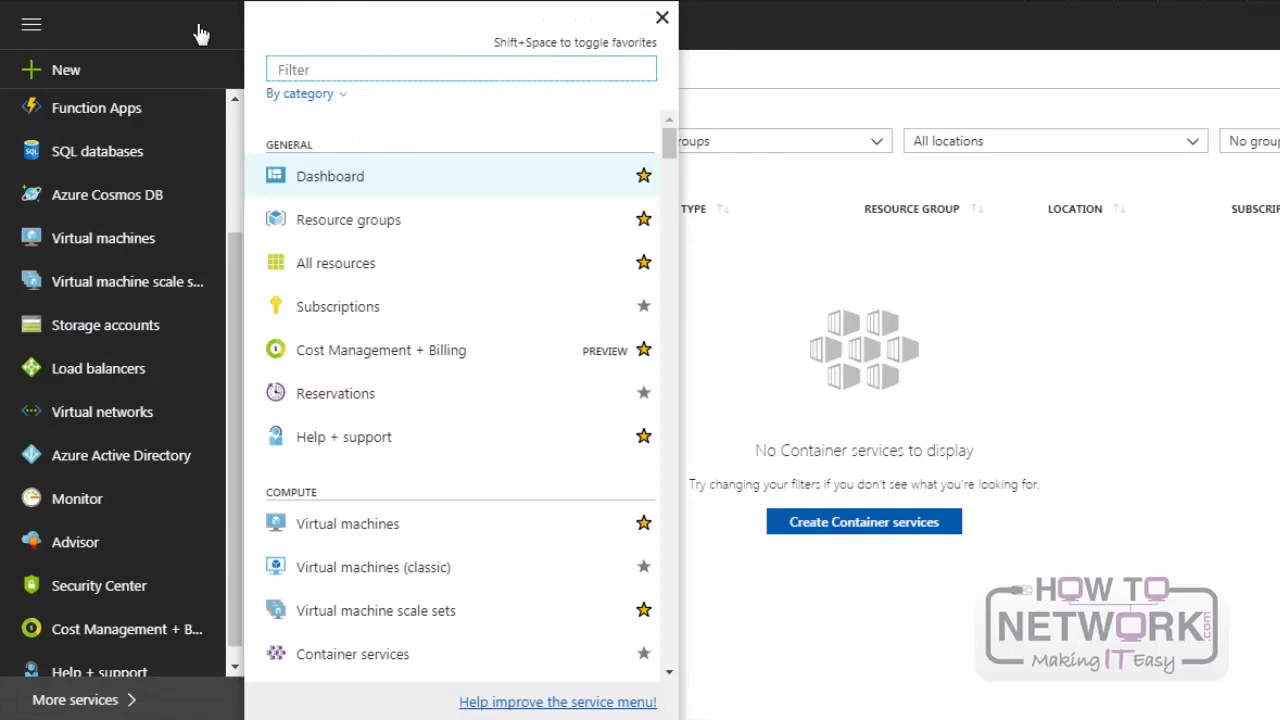 New
Function Apps
SQL databases
Azure Cosmos DB
Virtual machines
Virtual machine scale s...
Storage accounts
Load balancers
Virtual networks
Azure Active Directory
Monitor
Advisor
Security Center
Cost Management + B...
Help + support
More services
Shift+Space to toggle favorites
Filter
By category
GENERAL
Dashboard
Resource groups
All resources
Subscriptions
Cost Management + Billing PREVIEW
Reservations
Help + support
COMPUTE
Virtual machines
Virtual machines (classic)
Virtual machine scale sets
Container services
Help improve the service menu!
roups All locations No group
TYPE RESOURCE GROUP LOCATION SUBSCRIP
No Container services to display
Try changing your filters if you don't see what you're looking for.
Create Container services
HOW TO
NETWORK.com
Making IT Easy